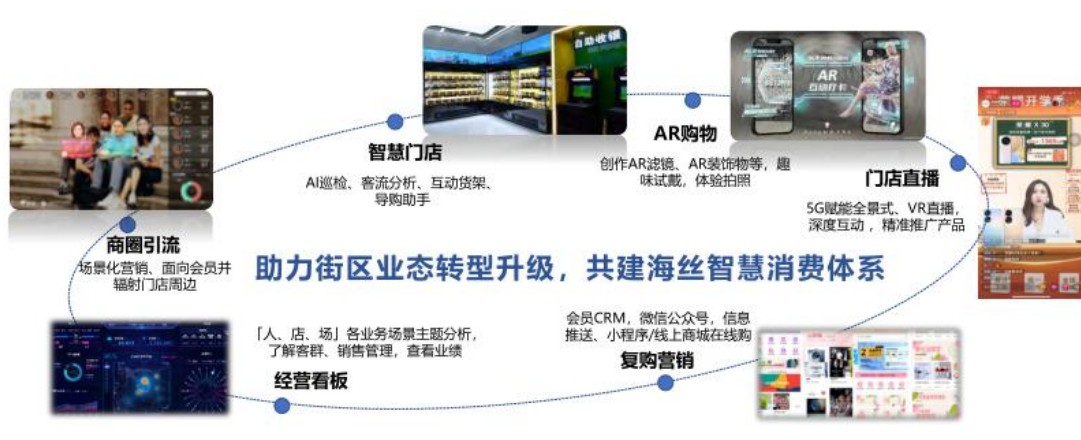 自助收银
AR
互动打卡
智慧门店
AI巡检、客流分析、互动货架、
导购助手
AR购物
创作AR滤镜、AR装饰物等，趣
味试戴，体验拍照
门店直播
5G赋能全景式、VR直播，
深度互动 ，精准推广产品
商圈引流
场景化营销、面向会员并
辐射门店周边
助力街区业态转型升级，共建海丝智慧消费体系
「人、店、场」各业务场景主题分析，
了解客群、销售管理，查看业绩
经营看板
会员CRM，微信公众号，信息
推送、小程序/线上商城在线购
复购营销